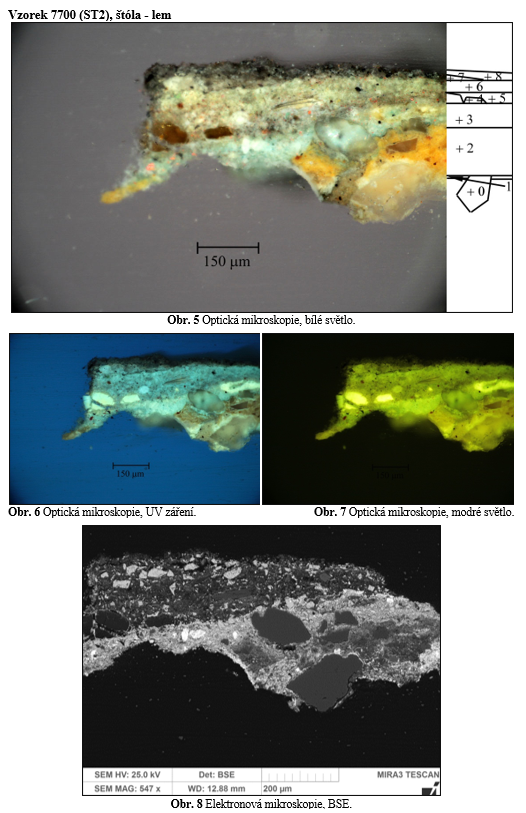 Vzorek 7700 (ST2), štóla - lem
+ 7 + 8
+ 6
+ 4 + 5
+ 3
+ 2
+ 0 1
150 µm
Obr. 5 Optická mikroskopie, bílé světlo.
150 µm
150 µm
Obr. 6 Optická mikroskopie, UV záření.
Obr. 7 Optická mikroskopie, modré světlo.
SEM HV: 25.0 kV Det: BSE MIRA3 TESCAN
SEM MAG: 547 x WD: 12.88 mm 200 µm
Obr. 8 Elektronová mikroskopie, BSE.